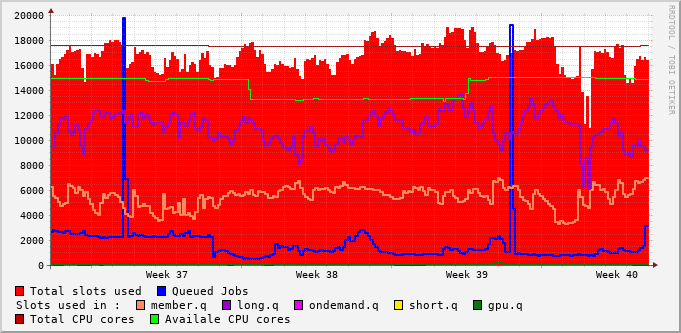 20000
18000
16000
14000
12000
10000
8000
6000
4000
2000
0
Week 37 Week 38 Week 39 Week 40
Total slots used Queued Jobs
Slots used in : member.q long.q ondemand.q short.q gpu.q
Total CPU cores Availale CPU cores
RRDTOOL / TOBI OETIKER